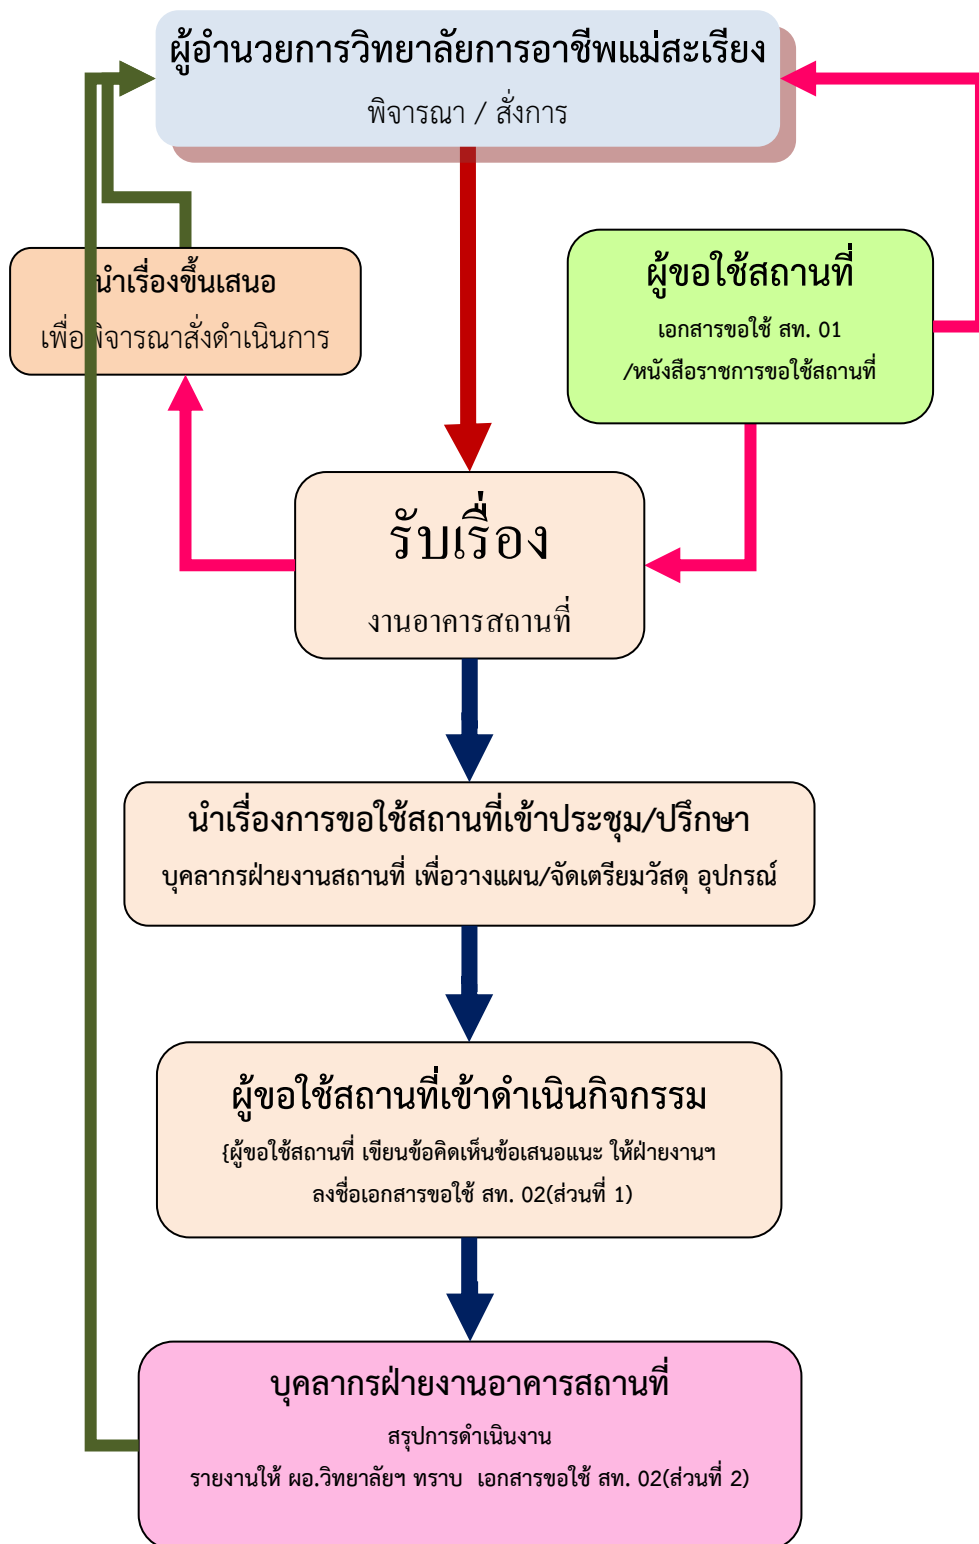 ผู้อำนวยการวิทยาลัยการอาชีพแม่สะเรียง
พิจารณา / สั่งการ
นำเรื่องขึ้นเสนอ
เพื่อพิจารณาสั่งดำเนินการ
ผู้ขอใช้สถานที่
เอกสารขอใช้ สท. 01
/หนังสือราชการขอใช้สถานที่
รับเรื่อง
งานอาคารสถานที่
นำเรื่องการขอใช้สถานที่เข้าประชุม/ปรึกษา
บุคลากรฝ่ายงานสถานที่ เพื่อวางแผน/จัดเตรียมวัสดุ อุปกรณ์
ผู้ขอใช้สถานที่เข้าดำเนินกิจกรรม
{ผู้ขอใช้สถานที่ เขียนข้อคิดเห็นข้อเสนอแนะ ให้ฝ่ายงานฯ
ลงชื่อเอกสารขอใช้ สท. 02(ส่วนที่ 1)
บุคลากรฝ่ายงานอาคารสถานที่
สรุปการดำเนินงาน
รายงานให้ ผอ.วิทยาลัยฯ ทราบ เอกสารขอใช้ สท. 02(ส่วนที่ 2)